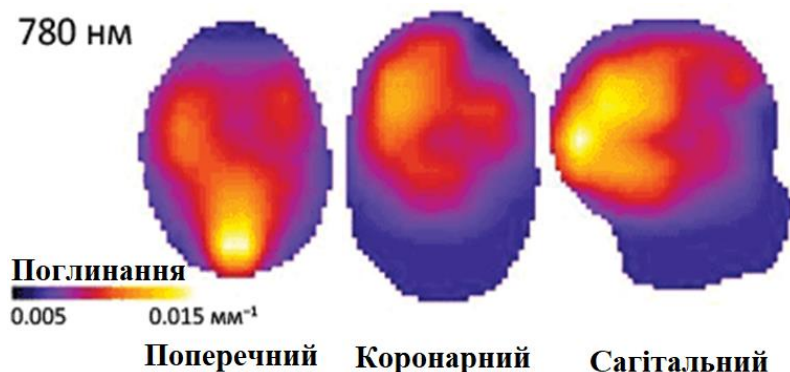 780 нм
Поглинання
0.005 0.015 мм⁻¹
Поперечний Коронарний Сагітальний